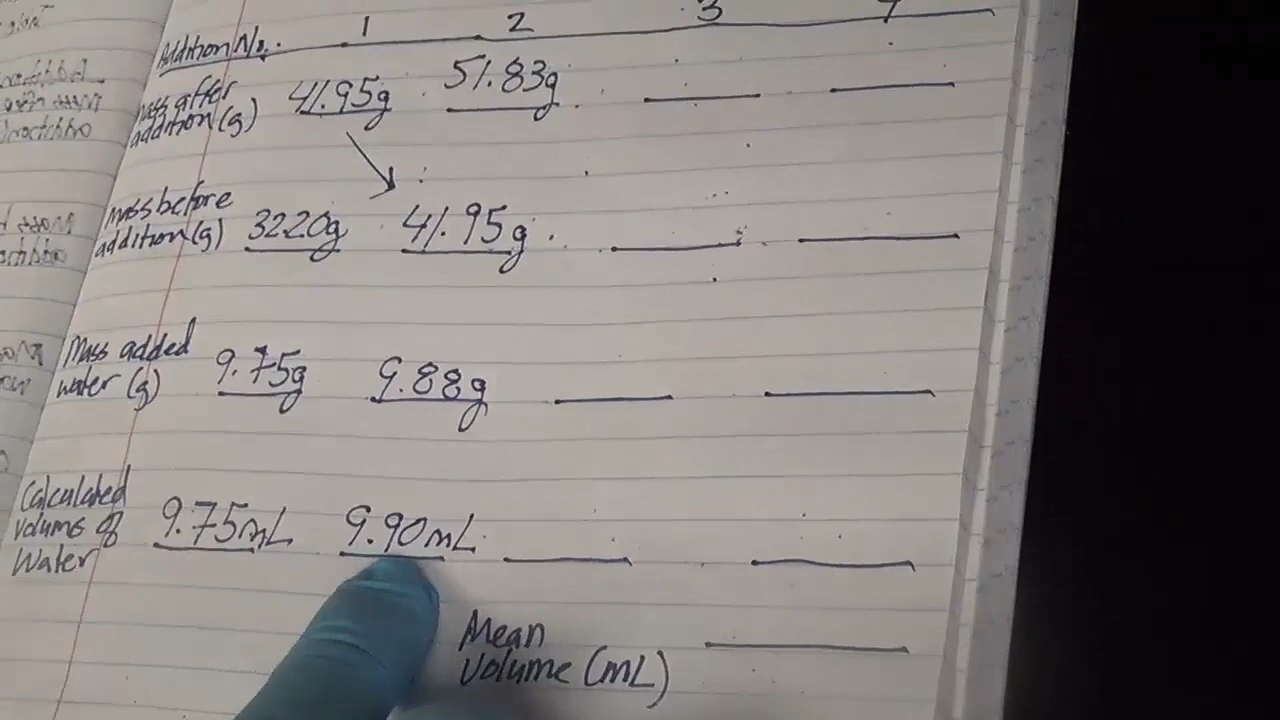 Addition No. 1 2 3
mass after 41.95g 51.83g
addition (g)
mass before
addition (g) 32.20g 41.95g
Mass added
water (g) 9.75g 9.88g
Calculated
volume of 9.75mL 9.90mL
Water
Mean
Volume (mL)